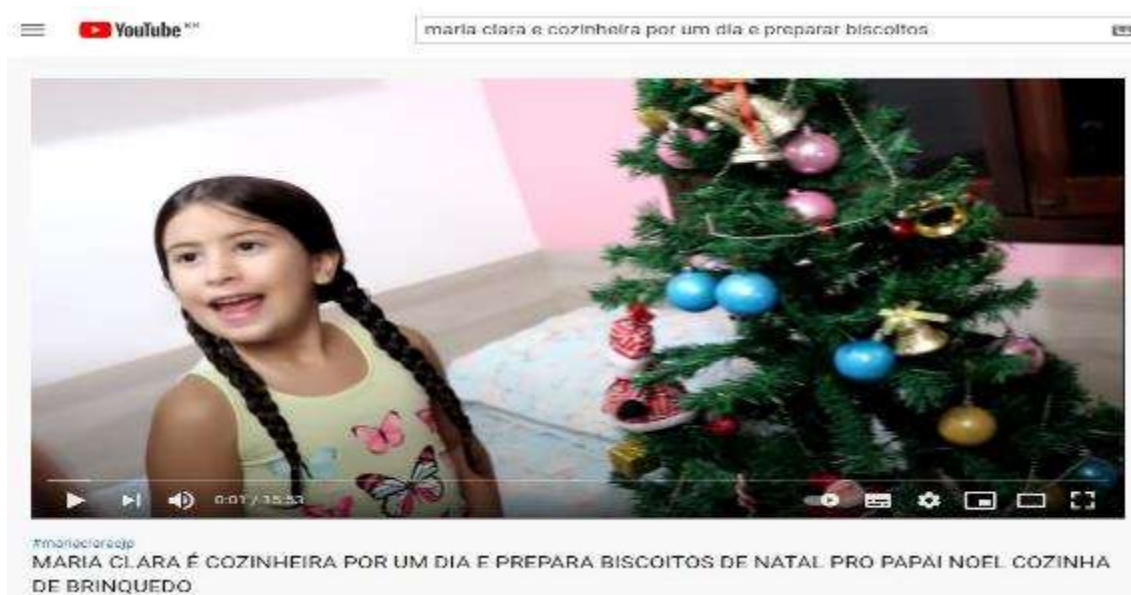 YouTube
maria clara e cozinheira por um dia e preparar biscoitos
0:01 / 15:53
#mariaclaraejp
MARIA CLARA É COZINHEIRA POR UM DIA E PREPARA BISCOITOS DE NATAL PRO PAPAI NOEL COZINHA
DE BRINQUEDO